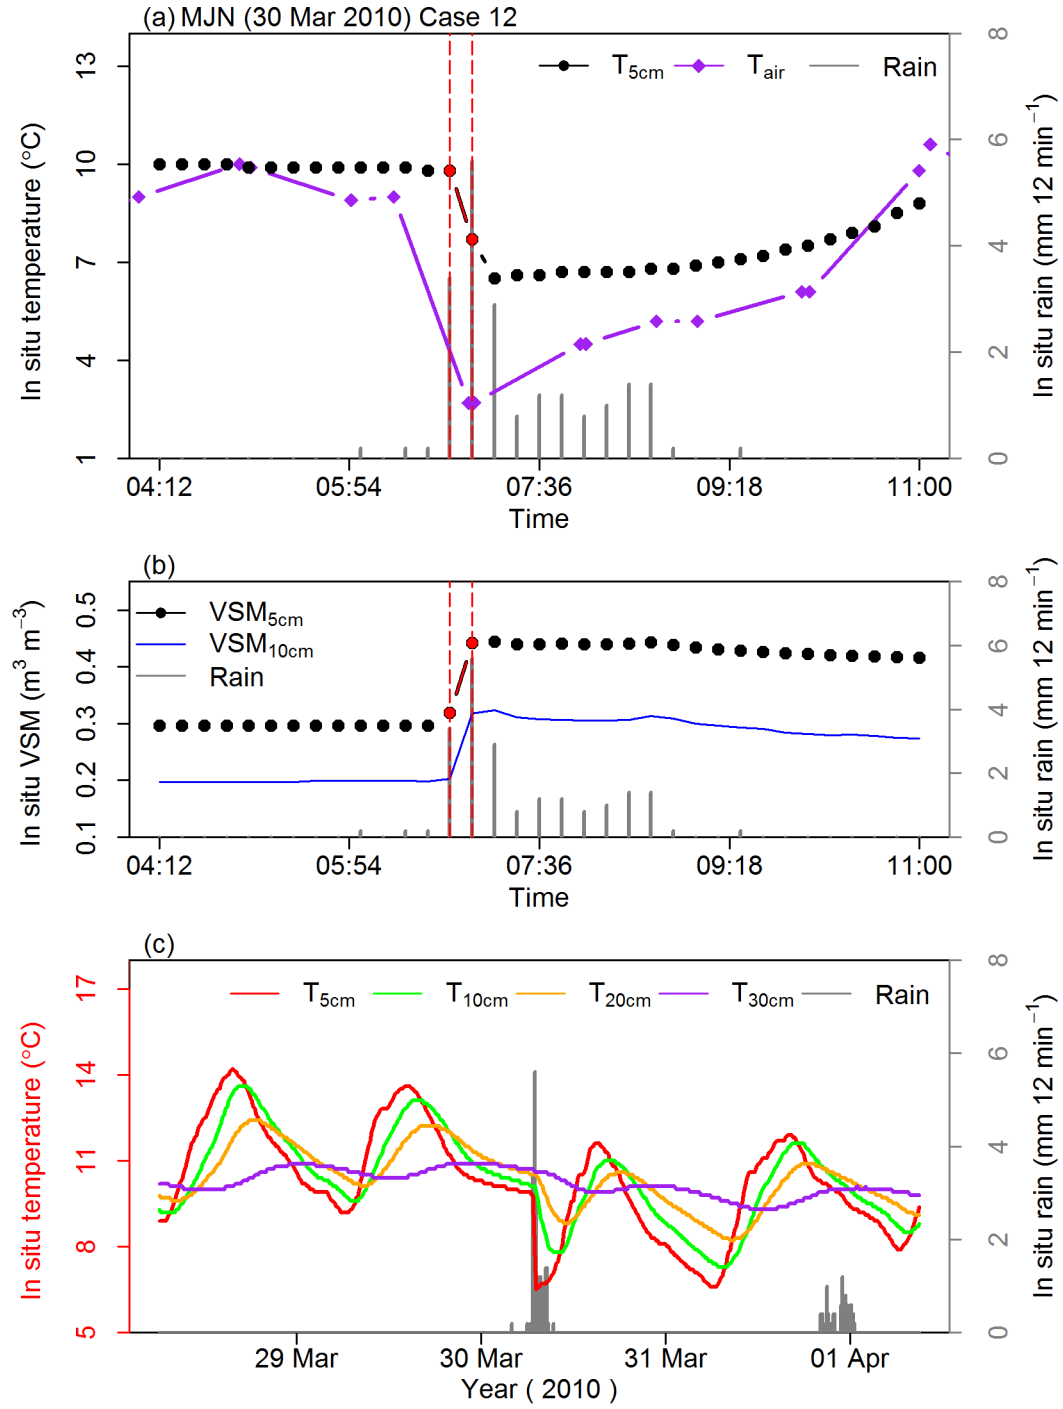 (a) MJN (30 Mar 2010) Case 12
T5cm Tair Rain
In situ temperature (°C)
13
10
7
4
1
8
6
4
2
0
In situ rain (mm 12 min−1)
04:12 05:54 07:36 09:18 11:00
Time
(b)
VSM5cm
VSM10cm
Rain
In situ VSM (m3 m−3)
0.5
0.4
0.3
0.2
0.1
8
6
4
2
0
In situ rain (mm 12 min−1)
04:12 05:54 07:36 09:18 11:00
Time
(c)
T5cm T10cm T20cm T30cm Rain
In situ temperature (°C)
17
14
11
8
5
8
6
4
2
0
In situ rain (mm 12 min−1)
29 Mar 30 Mar 31 Mar 01 Apr
Year ( 2010 )